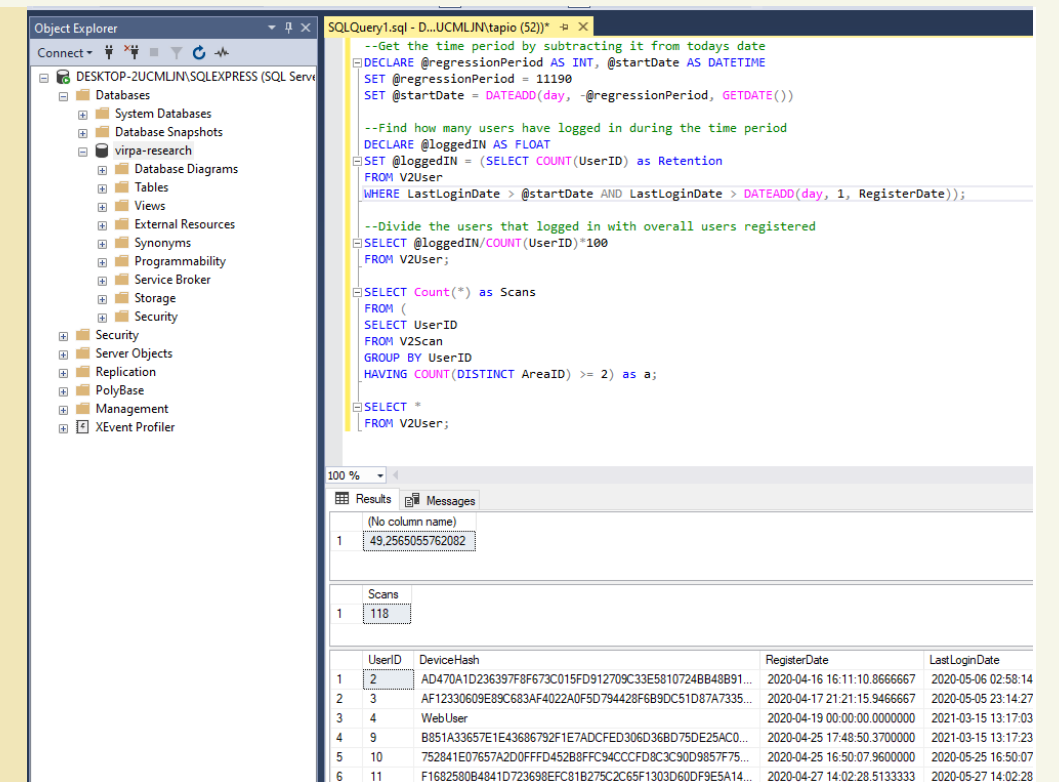 Object Explorer
Connect
DESKTOP-2UCMLJN\SQLEXPRESS (SQL Serve
Databases
System Databases
Database Snapshots
virpa-research
Database Diagrams
Tables
Views
External Resources
Synonyms
Programmability
Service Broker
Storage
Security
Security
Server Objects
Replication
PolyBase
Management
XEvent Profiler
SQLQuery1.sql - D...UCMLJN\tapio (52))*
--Get the time period by subtracting it from todays date
DECLARE @regressionPeriod AS INT, @startDate AS DATETIME
SET @regressionPeriod = 11190
SET @startDate = DATEADD(day, -@regressionPeriod, GETDATE())
--Find how many users have logged in during the time period
DECLARE @loggedIN AS FLOAT
SET @loggedIN = (SELECT COUNT(UserID) as Retention
FROM V2User
WHERE LastLoginDate > @startDate AND LastLoginDate > DATEADD(day, 1, RegisterDate));
--Divide the users that logged in with overall users registered
SELECT @loggedIN/COUNT(UserID)*100
FROM V2User;
SELECT Count(*) as Scans
FROM (
SELECT UserID
FROM V2Scan
GROUP BY UserID
HAVING COUNT(DISTINCT AreaID) >= 2) as a;
SELECT *
FROM V2User;
100 %
Results Messages
(No column name)
1 49,2565055762082
Scans
1 118
UserID DeviceHash RegisterDate LastLoginDate
1 2 AD470A1D236397F8F673C015FD912709C33E5810724BB48B91... 2020-04-16 16:11:10.8666667 2020-05-06 02:58:14
2 3 AF12330609E89C683AF4022A0F5D794428F6B9DC51D87A7335... 2020-04-17 21:21:15.9466667 2020-05-05 23:14:27
3 4 WebUser 2020-04-19 00:00:00.0000000 2021-03-15 13:17:03
4 9 B851A33657E1E43686792F1E7ADCFED306D36BD75DE25AC0... 2020-04-25 17:48:50.3700000 2021-03-15 13:17:23
5 10 752841E07657A2D0FFFD452B8FFC94CCCFD8C3C90D9857F75... 2020-04-25 16:50:07.9600000 2020-05-25 16:50:07
6 11 F1682580B4841D723698EFC81B275C2C65F1303D60DF9E5A14... 2020-04-27 14:02:28.5133333 2020-05-27 14:02:28